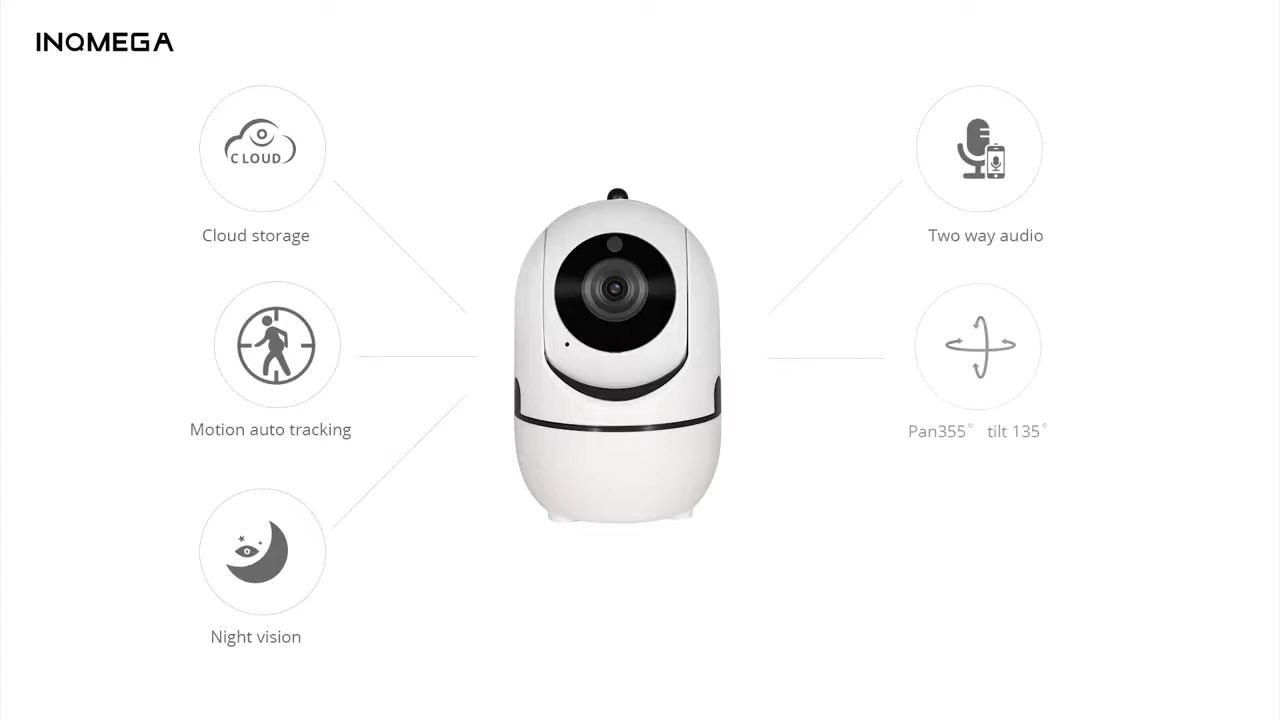 INQMEGA
CLOUD
Cloud storage
Two way audio
Motion auto tracking
Pan355° tilt 135°
Night vision